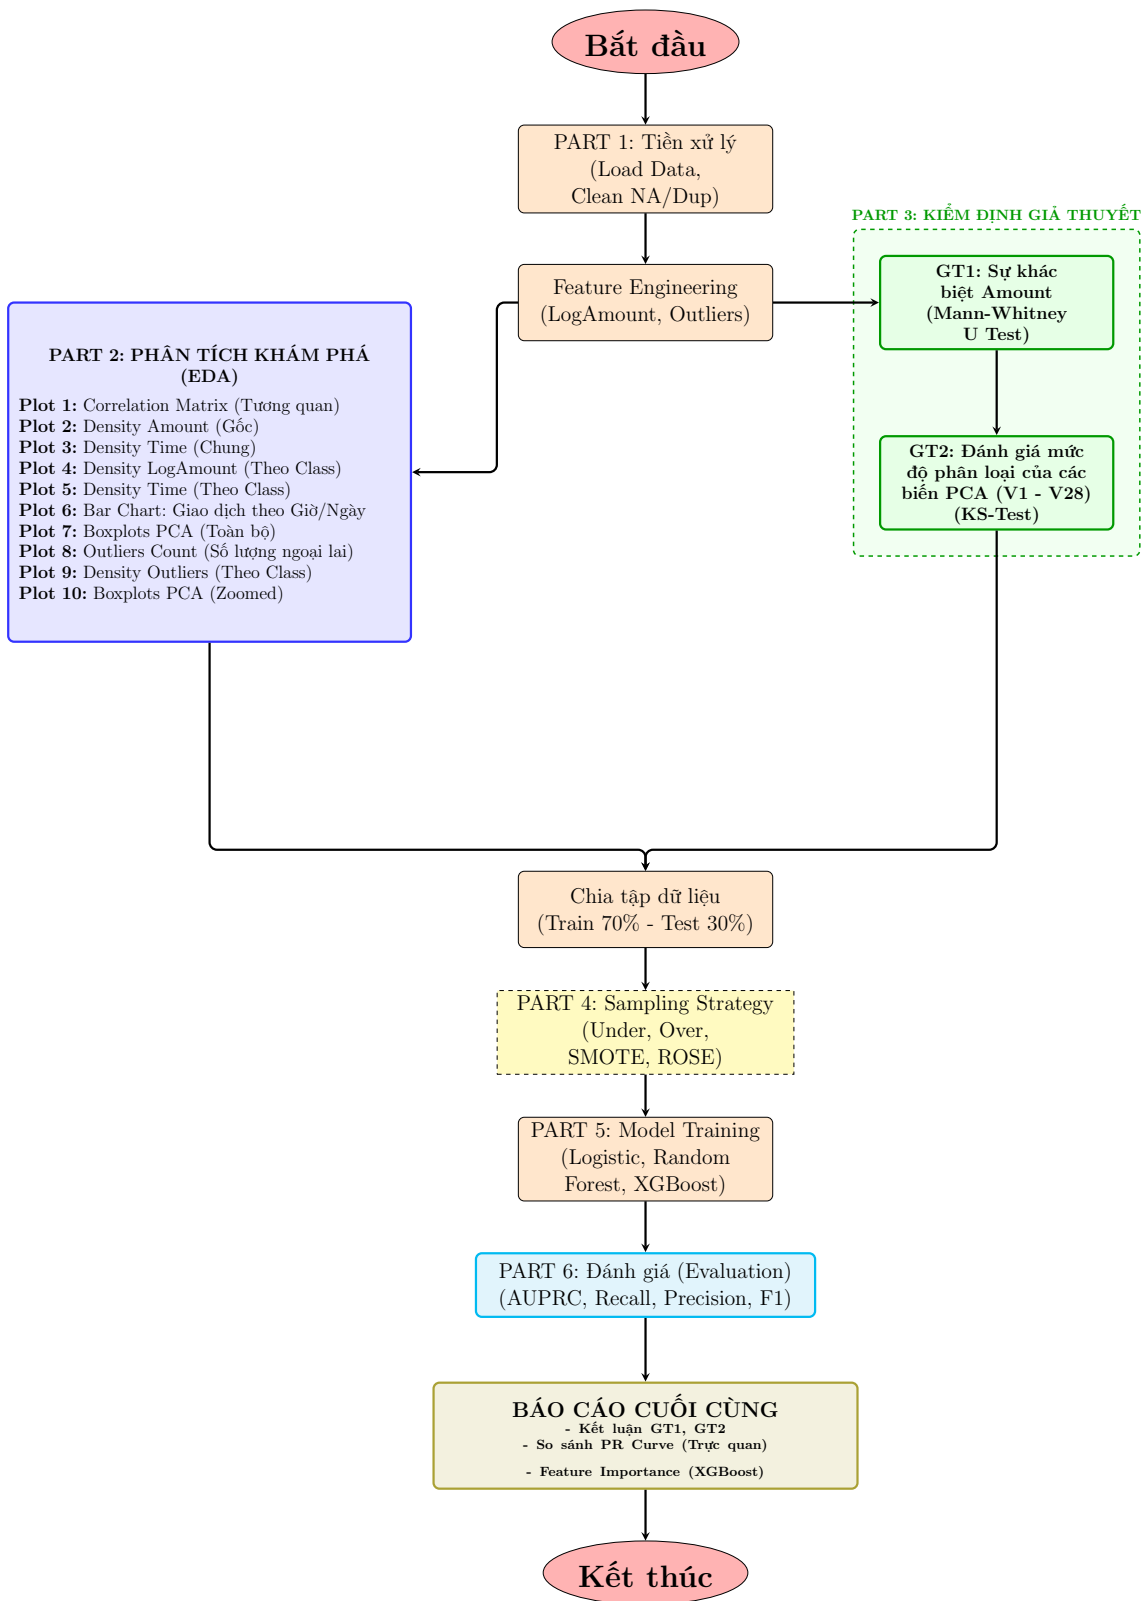 Bắt đầu
PART 1: Tiền xử lý
(Load Data,
Clean NA/Dup)
Feature Engineering
(LogAmount, Outliers)
PART 2: PHÂN TÍCH KHÁM PHÁ
(EDA)
Plot 1: Correlation Matrix (Tương quan)
Plot 2: Density Amount (Gốc)
Plot 3: Density Time (Chung)
Plot 4: Density LogAmount (Theo Class)
Plot 5: Density Time (Theo Class)
Plot 6: Bar Chart: Giao dịch theo Giờ/Ngày
Plot 7: Boxplots PCA (Toàn bộ)
Plot 8: Outliers Count (Số lượng ngoại lai)
Plot 9: Density Outliers (Theo Class)
Plot 10: Boxplots PCA (Zoomed)
PART 3: KIỂM ĐỊNH GIẢ THUYẾT
GT1: Sự khác
biệt Amount
(Mann-Whitney
U Test)
GT2: Đánh giá mức
độ phân loại của các
biến PCA (V1 - V28)
(KS-Test)
Chia tập dữ liệu
(Train 70% - Test 30%)
PART 4: Sampling Strategy
(Under, Over,
SMOTE, ROSE)
PART 5: Model Training
(Logistic, Random
Forest, XGBoost)
PART 6: Đánh giá (Evaluation)
(AUPRC, Recall, Precision, F1)
BÁO CÁO CUỐI CÙNG
- Kết luận GT1, GT2
- So sánh PR Curve (Trực quan)
- Feature Importance (XGBoost)
Kết thúc